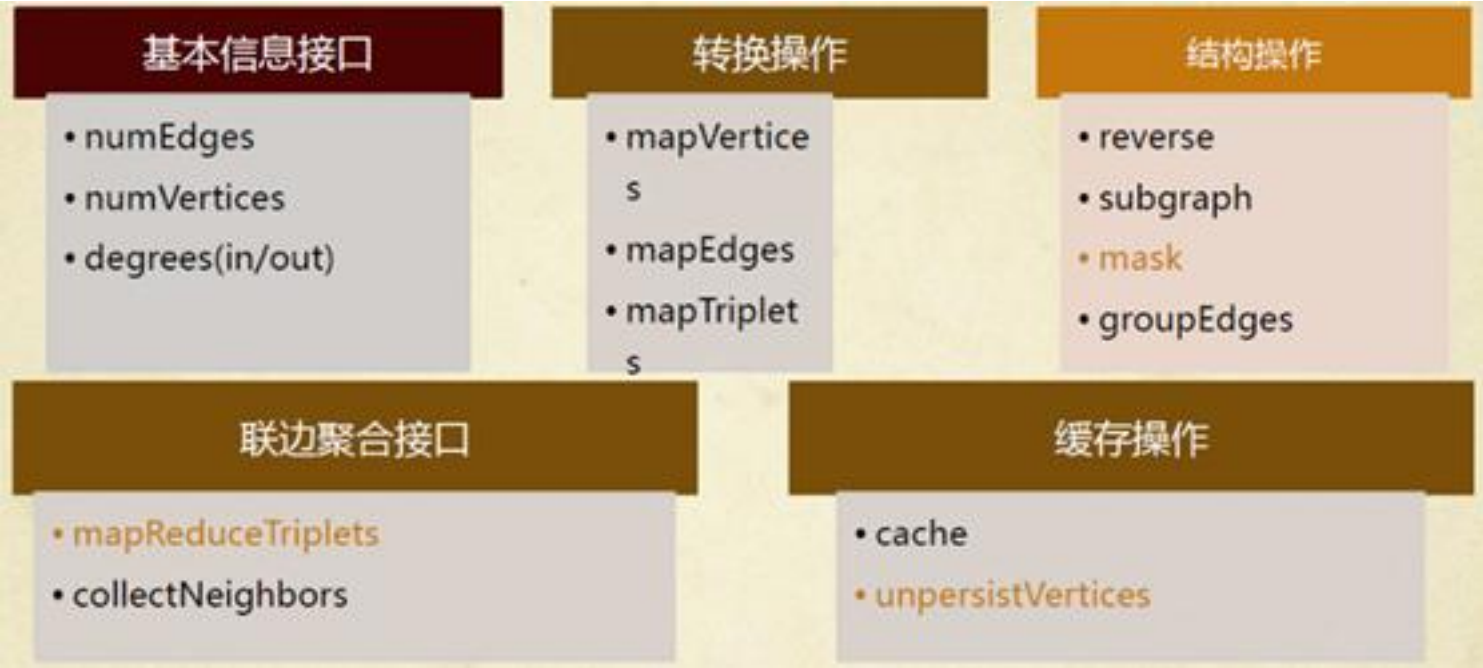 基本信息接口
• numEdges
• numVertices
• degrees(in/out)
转换操作
• mapVertice
s
• mapEdges
• mapTriplet
s
结构操作
• reverse
• subgraph
• mask
• groupEdges
联边聚合接口
• mapReduceTriplets
• collectNeighbors
缓存操作
• cache
• unpersistVertices